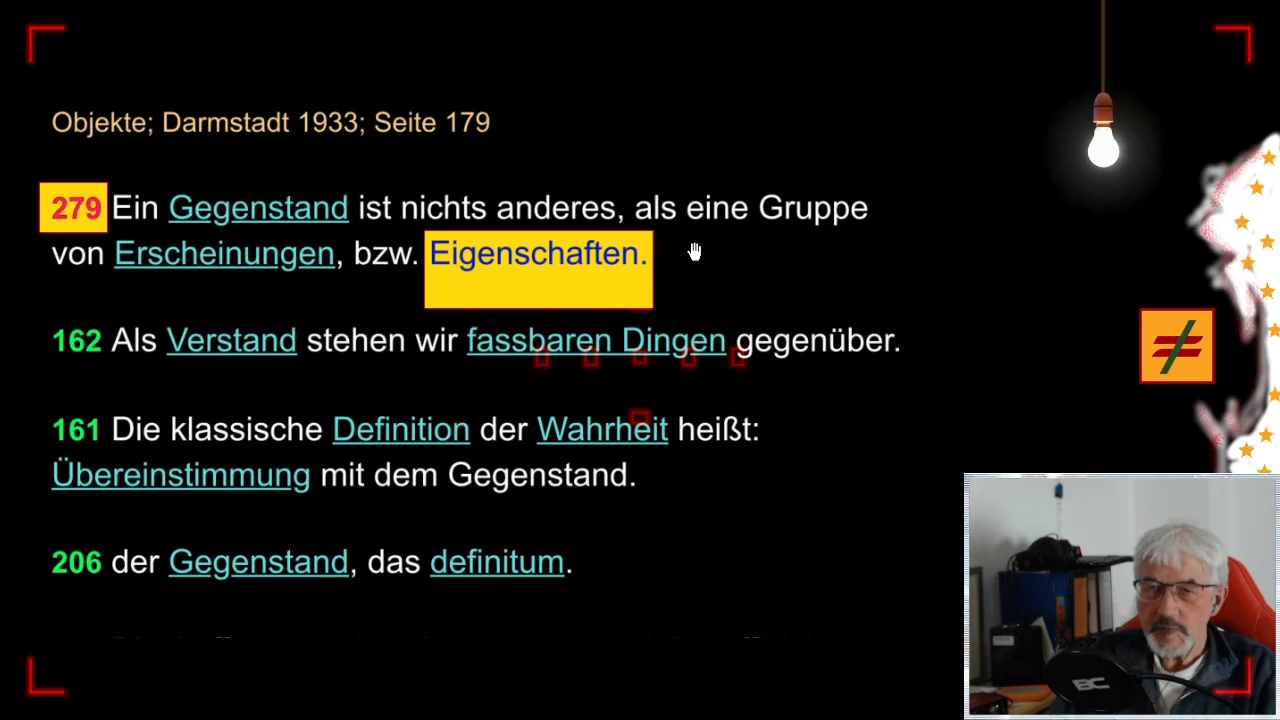 Objekte; Darmstadt 1933; Seite 179
279 Ein Gegenstand ist nichts anderes, als eine Gruppe
von Erscheinungen, bzw. Eigenschaften.
162 Als Verstand stehen wir fassbaren Dingen gegenüber.
≠
161 Die klassische Definition der Wahrheit heißt:
Übereinstimmung mit dem Gegenstand.
206 der Gegenstand, das definitum.
BC